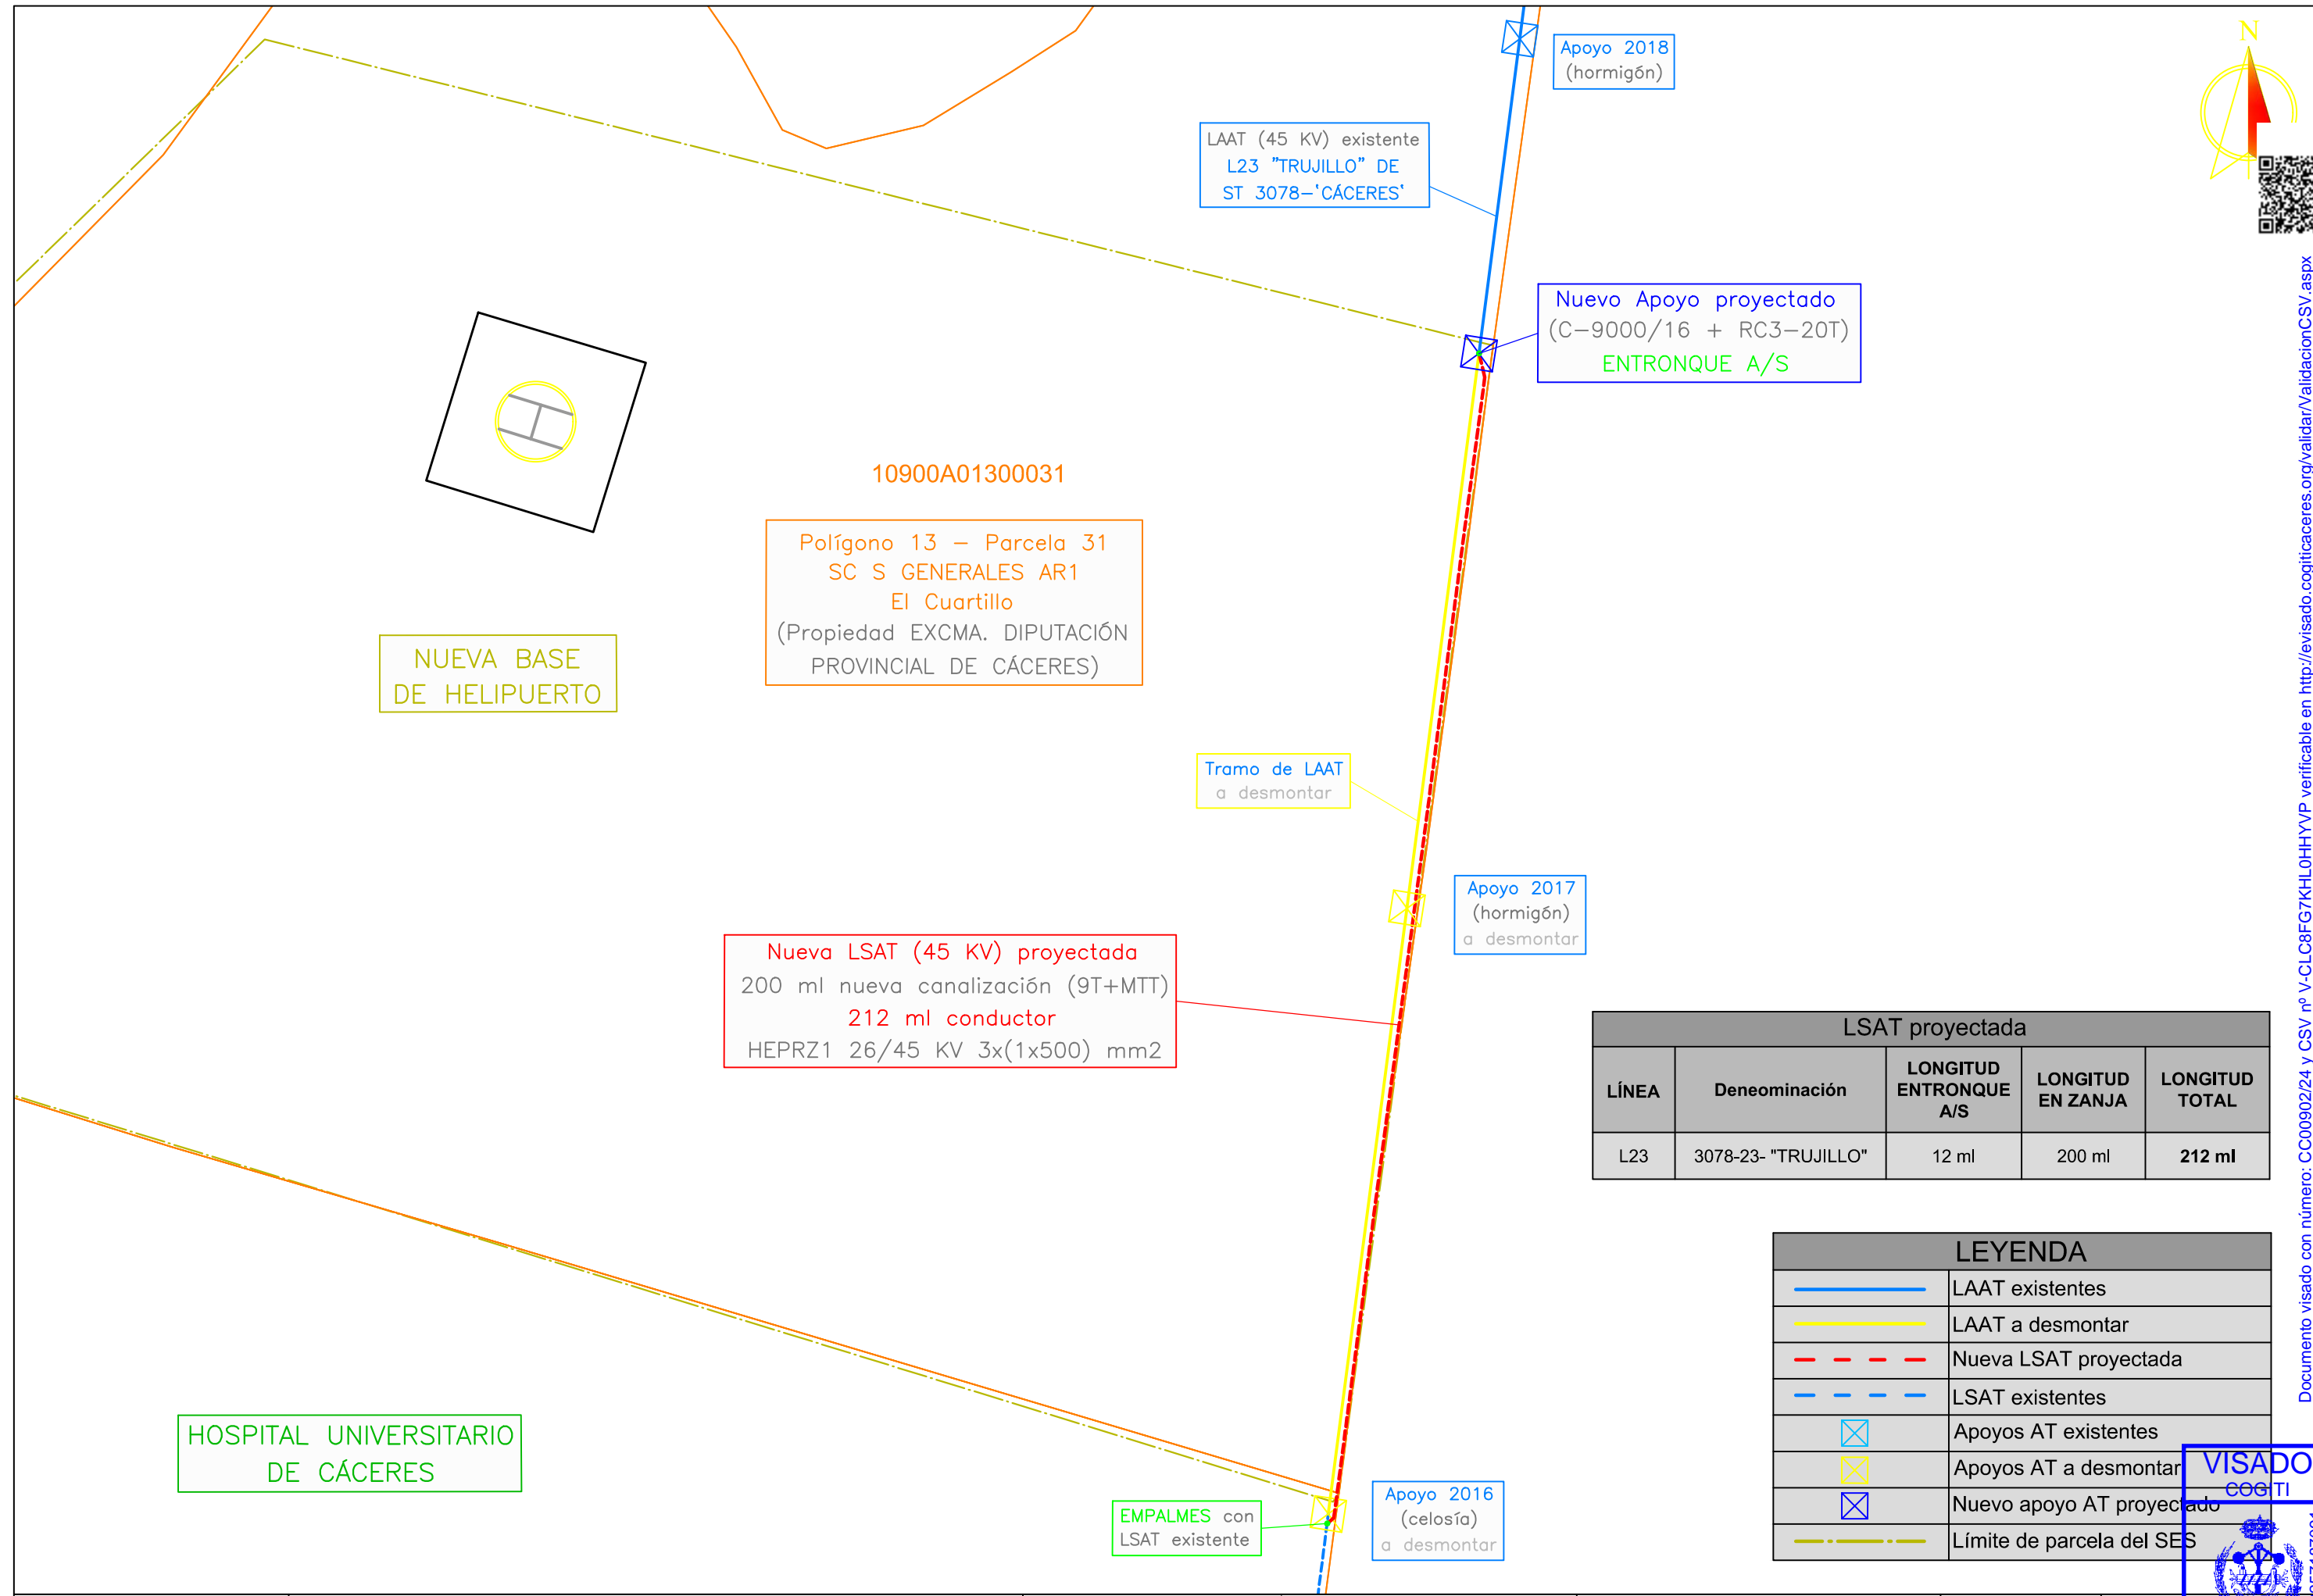 N
Apoyo 2018
(hormigón)
LAAT (45 KV) existente
L23 "TRUJILLO" DE
ST 3078-'CÁCERES'
Nuevo Apoyo proyectado
(C-9000/16 + RC3-20T)
ENTRONQUE A/S
10900A01300031
Polígono 13 - Parcela 31
SC S GENERALES AR1
El Cuartillo
(Propiedad EXCMA. DIPUTACIÓN
PROVINCIAL DE CÁCERES)
NUEVA BASE
DE HELIPUERTO
Tramo de LAAT
a desmontar
Apoyo 2017
(hormigón)
a desmontar
Nueva LSAT (45 KV) proyectada
200 ml nueva canalización (9T+MTT)
212 ml conductor
HEPRZ1 26/45 KV 3x(1x500) mm2
LSAT proyectada
LÍNEA Deneominación LONGITUD ENTRONQUE A/S LONGITUD EN ZANJA LONGITUD TOTAL
L23 3078-23- "TRUJILLO" 12 ml 200 ml 212 ml
LEYENDA
LAAT existentes
LAAT a desmontar
Nueva LSAT proyectada
LSAT existentes
Apoyos AT existentes
Apoyos AT a desmontar
Nuevo apoyo AT proyectado
Límite de parcela del SES
HOSPITAL UNIVERSITARIO
DE CÁCERES
EMPALMES con
LSAT existente
Apoyo 2016
(celosía)
a desmontar
VISADO
COGITI
Documento visado con número: CC00902/24 y CSV nº V-CLC8FG7KHL0HHYVP verificable en http://evisado.cogiticaceres.org/validar/ValidacionCSV.aspx